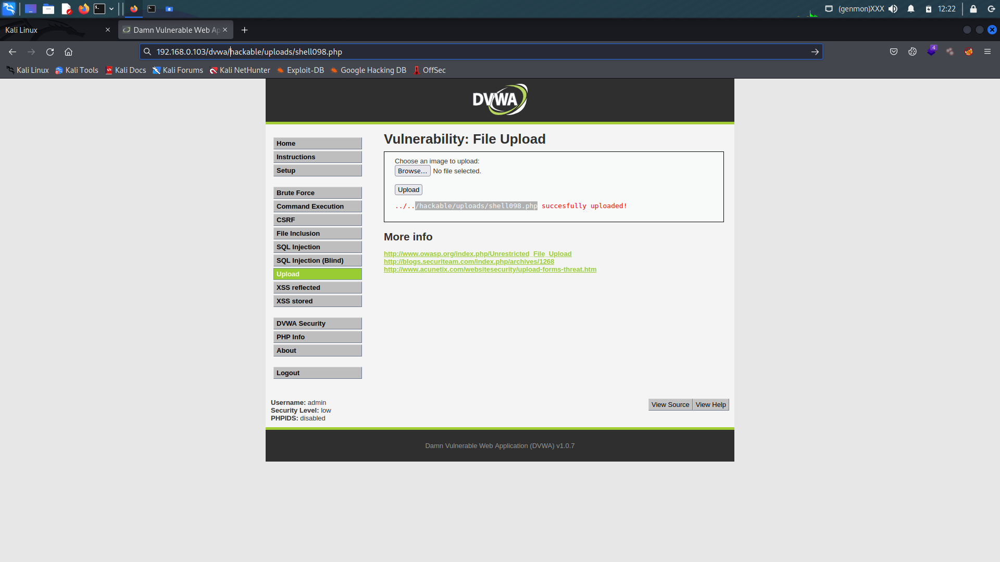 (genmon)XXX
12:22
Kali Linux
Damn Vulnerable Web Ap
192.168.0.103/dvwa/hackable/uploads/shell098.php
4
Kali Linux
Kali Tools
Kali Docs
Kali Forums
Kali NetHunter
Exploit-DB
Google Hacking DB
OffSec
DVWA
Home
Instructions
Setup
Brute Force
Command Execution
CSRF
File Inclusion
SQL Injection
SQL Injection (Blind)
Upload
XSS reflected
XSS stored
DVWA Security
PHP Info
About
Logout
Vulnerability: File Upload
Choose an image to upload:
Browse... No file selected.
Upload
../../hackable/uploads/shell098.php succesfully uploaded!
More info
http://www.owasp.org/index.php/Unrestricted_File_Upload
http://blogs.securiteam.com/index.php/archives/1268
http://www.acunetix.com/websitesecurity/upload-forms-threat.htm
Username: admin
Security Level: low
PHPIDS: disabled
View Source
View Help
Damn Vulnerable Web Application (DVWA) v1.0.7